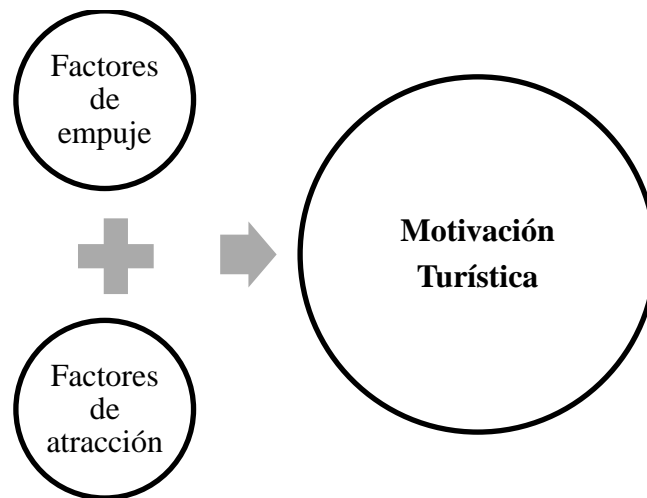 Factores
de
empuje
Motivación
Turística
Factores
de
atracción